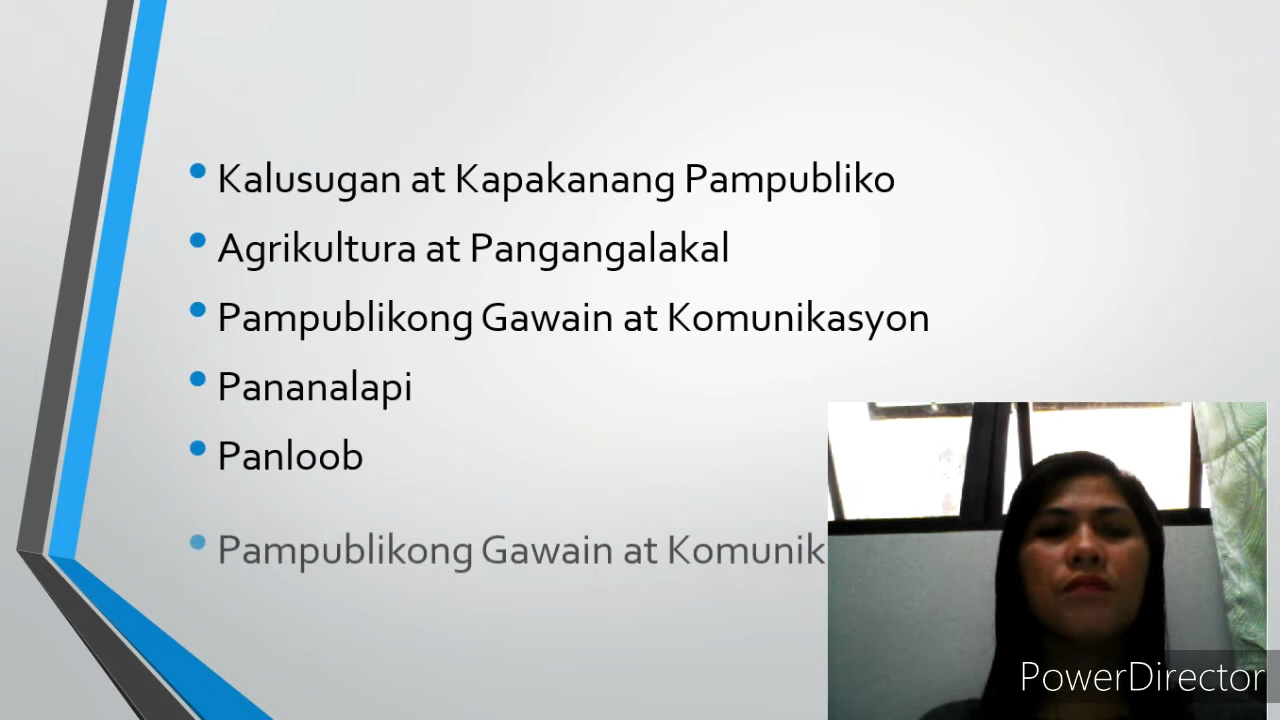 Kalusugan at Kapakanang Pampubliko
Agrikultura at Pangangalakal
Pampublikong Gawain at Komunikasyon
Pananalapi
Panloob
Pampublikong Gawain at Komunik
PowerDirector